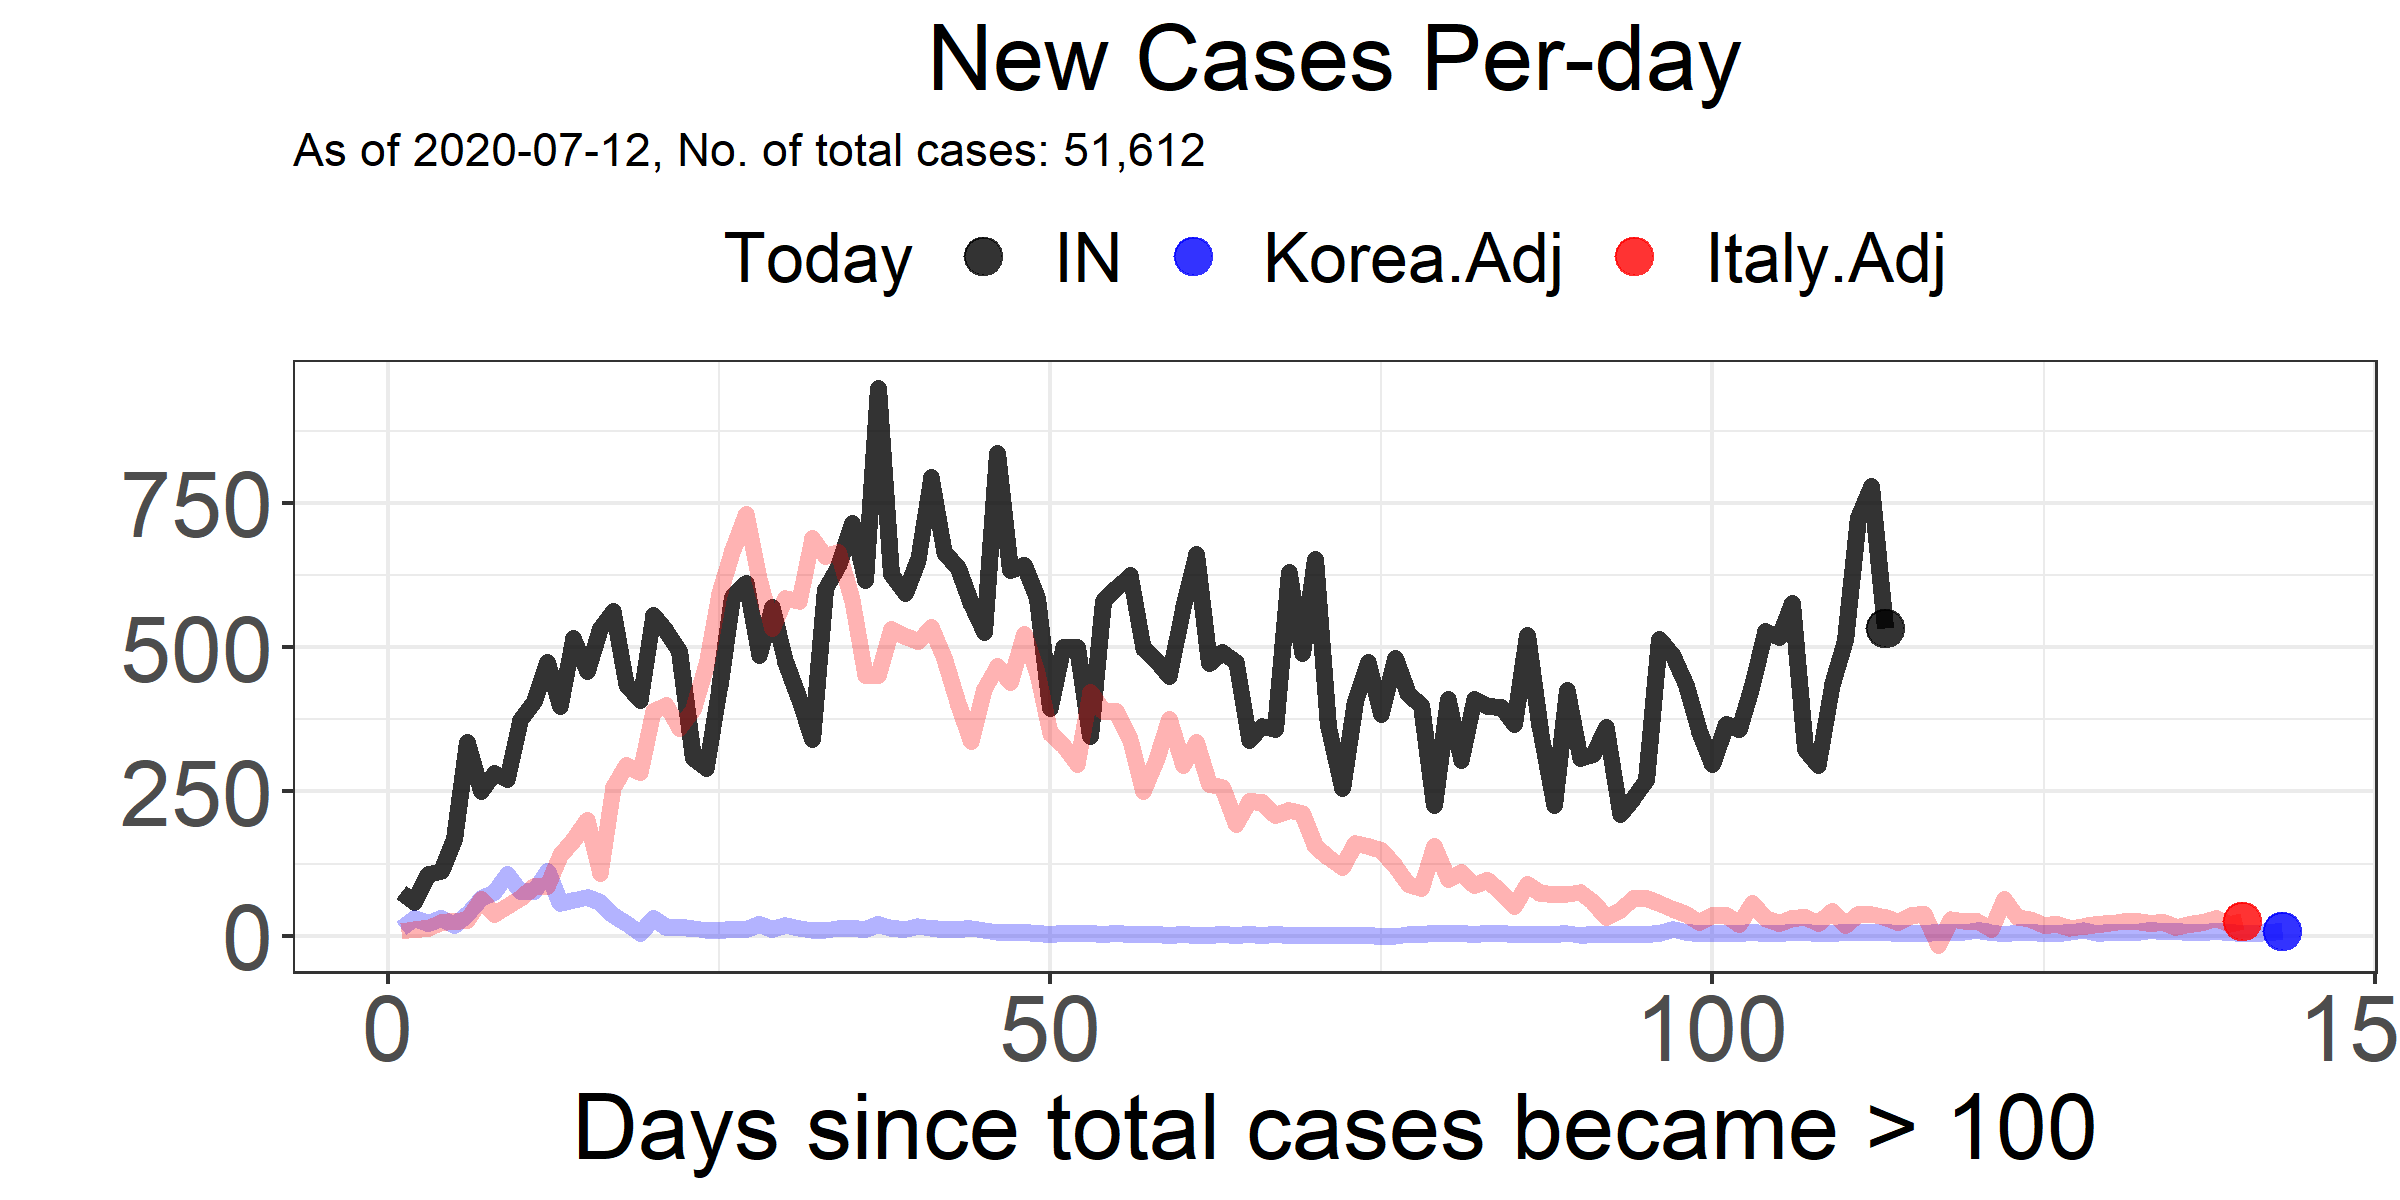 New Cases Per-day
As of 2020-07-12, No. of total cases: 51,612
Today IN Korea.Adj Italy.Adj
750
500
250
0
0 50 100 15
Days since total cases became > 100